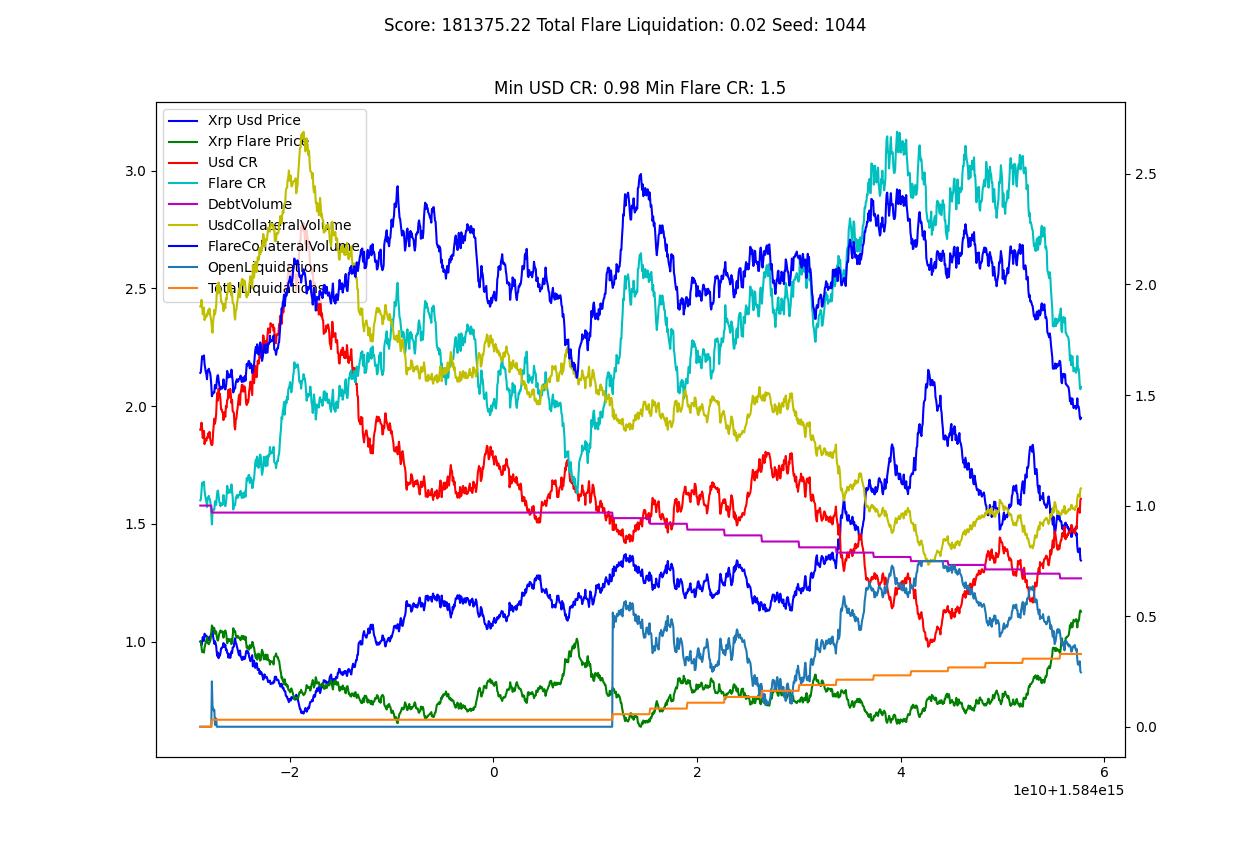 Score: 181375.22 Total Flare Liquidation: 0.02 Seed: 1044
Min USD CR: 0.98 Min Flare CR: 1.5
Xrp Usd Price
Xrp Flare Price
Usd CR
Flare CR
DebtVolume
UsdCollateralVolume
FlareCollateralVolume
OpenLiquidations
TotalLiquidations
3.0
2.5
2.0
1.5
1.0
2.5
2.0
1.5
1.0
0.5
0.0
−2
0
2
4
6
1e10+1.584e15